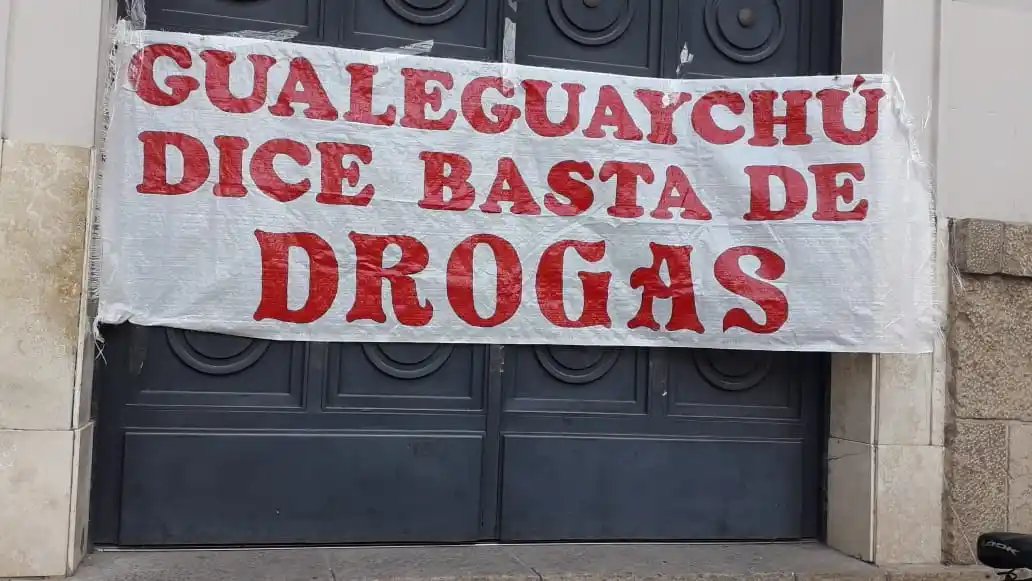 GUALEGUAYCHÚ
DICE BASTA DE
DROGAS